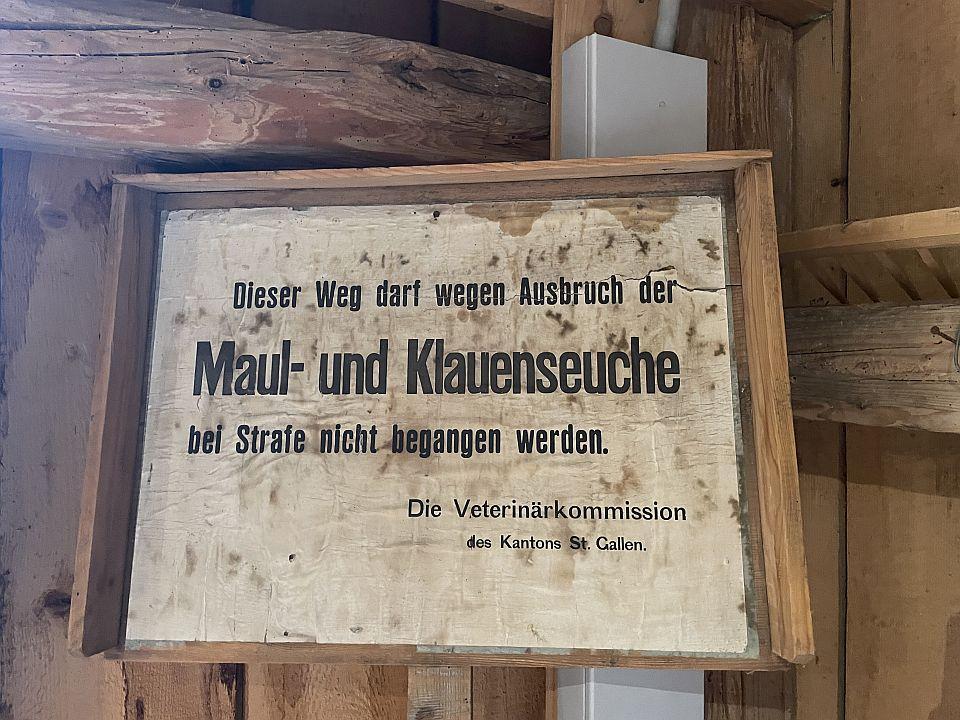 Dieser Weg darf wegen Ausbruch der
Maul- und Klauenseuche
bei Strafe nicht begangen werden.
Die Veterinärkommission
des Kantons St. Gallen.